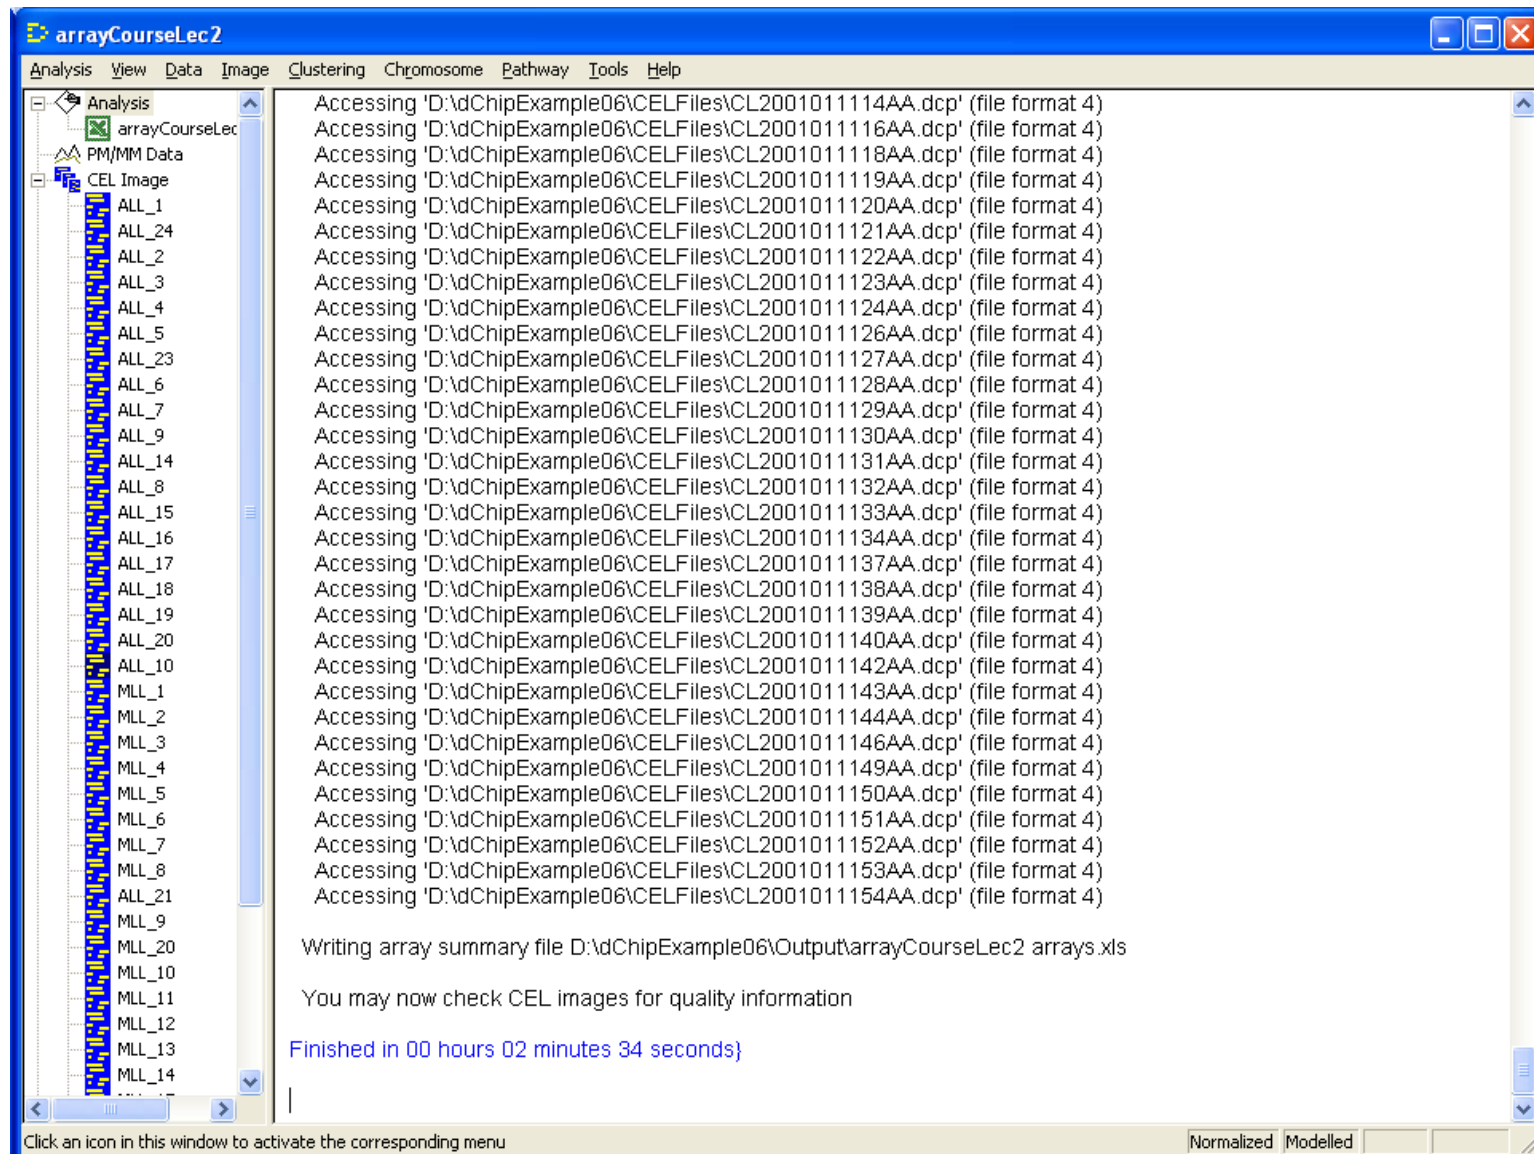 arrayCourseLec2
Analysis View Data Image Clustering Chromosome Pathway Tools Help
Analysis
arrayCourseLec
PM/MM Data
CEL Image
ALL_1
ALL_24
ALL_2
ALL_3
ALL_4
ALL_5
ALL_23
ALL_6
ALL_7
ALL_9
ALL_14
ALL_8
ALL_15
ALL_16
ALL_17
ALL_18
ALL_19
ALL_20
ALL_10
MLL_1
MLL_2
MLL_3
MLL_4
MLL_5
MLL_6
MLL_7
MLL_8
ALL_21
MLL_9
MLL_20
MLL_10
MLL_11
MLL_12
MLL_13
MLL_14
Accessing 'D:\dChipExample06\CELFiles\CL2001011114AA.dcp' (file format 4)
Accessing 'D:\dChipExample06\CELFiles\CL2001011116AA.dcp' (file format 4)
Accessing 'D:\dChipExample06\CELFiles\CL2001011118AA.dcp' (file format 4)
Accessing 'D:\dChipExample06\CELFiles\CL2001011119AA.dcp' (file format 4)
Accessing 'D:\dChipExample06\CELFiles\CL2001011120AA.dcp' (file format 4)
Accessing 'D:\dChipExample06\CELFiles\CL2001011121AA.dcp' (file format 4)
Accessing 'D:\dChipExample06\CELFiles\CL2001011122AA.dcp' (file format 4)
Accessing 'D:\dChipExample06\CELFiles\CL2001011123AA.dcp' (file format 4)
Accessing 'D:\dChipExample06\CELFiles\CL2001011124AA.dcp' (file format 4)
Accessing 'D:\dChipExample06\CELFiles\CL2001011126AA.dcp' (file format 4)
Accessing 'D:\dChipExample06\CELFiles\CL2001011127AA.dcp' (file format 4)
Accessing 'D:\dChipExample06\CELFiles\CL2001011128AA.dcp' (file format 4)
Accessing 'D:\dChipExample06\CELFiles\CL2001011129AA.dcp' (file format 4)
Accessing 'D:\dChipExample06\CELFiles\CL2001011130AA.dcp' (file format 4)
Accessing 'D:\dChipExample06\CELFiles\CL2001011131AA.dcp' (file format 4)
Accessing 'D:\dChipExample06\CELFiles\CL2001011132AA.dcp' (file format 4)
Accessing 'D:\dChipExample06\CELFiles\CL2001011133AA.dcp' (file format 4)
Accessing 'D:\dChipExample06\CELFiles\CL2001011134AA.dcp' (file format 4)
Accessing 'D:\dChipExample06\CELFiles\CL2001011137AA.dcp' (file format 4)
Accessing 'D:\dChipExample06\CELFiles\CL2001011138AA.dcp' (file format 4)
Accessing 'D:\dChipExample06\CELFiles\CL2001011139AA.dcp' (file format 4)
Accessing 'D:\dChipExample06\CELFiles\CL2001011140AA.dcp' (file format 4)
Accessing 'D:\dChipExample06\CELFiles\CL2001011142AA.dcp' (file format 4)
Accessing 'D:\dChipExample06\CELFiles\CL2001011143AA.dcp' (file format 4)
Accessing 'D:\dChipExample06\CELFiles\CL2001011144AA.dcp' (file format 4)
Accessing 'D:\dChipExample06\CELFiles\CL2001011146AA.dcp' (file format 4)
Accessing 'D:\dChipExample06\CELFiles\CL2001011149AA.dcp' (file format 4)
Accessing 'D:\dChipExample06\CELFiles\CL2001011150AA.dcp' (file format 4)
Accessing 'D:\dChipExample06\CELFiles\CL2001011151AA.dcp' (file format 4)
Accessing 'D:\dChipExample06\CELFiles\CL2001011152AA.dcp' (file format 4)
Accessing 'D:\dChipExample06\CELFiles\CL2001011153AA.dcp' (file format 4)
Accessing 'D:\dChipExample06\CELFiles\CL2001011154AA.dcp' (file format 4)
Writing array summary file D:\dChipExample06\Output\arrayCourseLec2 arrays.xls
You may now check CEL images for quality information
Finished in 00 hours 02 minutes 34 seconds}
Click an icon in this window to activate the corresponding menu
Normalized Modelled